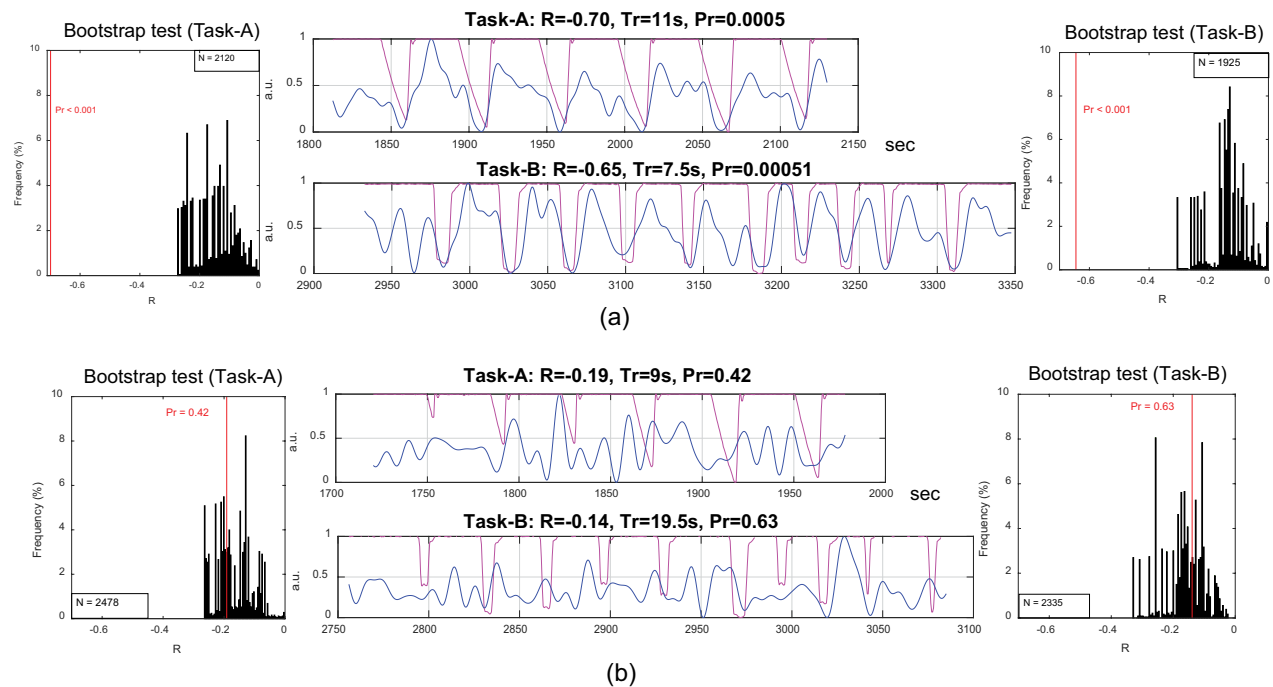 Bootstrap test (Task-A)
10
8
6
4
2
0
Frequency (%)
N = 2120
Pr < 0.001
-0.6
-0.4
-0.2
0
R
Task-A: R=-0.70, Tr=11s, Pr=0.0005
1
0.5
0
a.u.
1800
1850
1900
1950
2000
2050
2100
2150
sec
Task-B: R=-0.65, Tr=7.5s, Pr=0.00051
1
0.5
0
a.u.
2900
2950
3000
3050
3100
3150
3200
3250
3300
3350
Bootstrap test (Task-B)
10
8
6
4
2
0
Frequency (%)
N = 1925
Pr < 0.001
-0.6
-0.4
-0.2
0
R
(a)
Bootstrap test (Task-A)
10
8
6
4
2
0
Frequency (%)
Pr = 0.42
N = 2478
-0.6
-0.4
-0.2
0
R
Task-A: R=-0.19, Tr=9s, Pr=0.42
1
0.5
0
a.u.
1700
1750
1800
1850
1900
1950
2000
sec
Task-B: R=-0.14, Tr=19.5s, Pr=0.63
1
0.5
0
a.u.
2750
2800
2850
2900
2950
3000
3050
3100
Bootstrap test (Task-B)
10
8
6
4
2
0
Frequency (%)
Pr = 0.63
N = 2335
-0.6
-0.4
-0.2
0
R
(b)